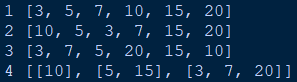 1 [3, 5, 7, 10, 15, 20]
2 [10, 5, 3, 7, 15, 20]
3 [3, 7, 5, 20, 15, 10]
4 [[10], [5, 15], [3, 7, 20]]